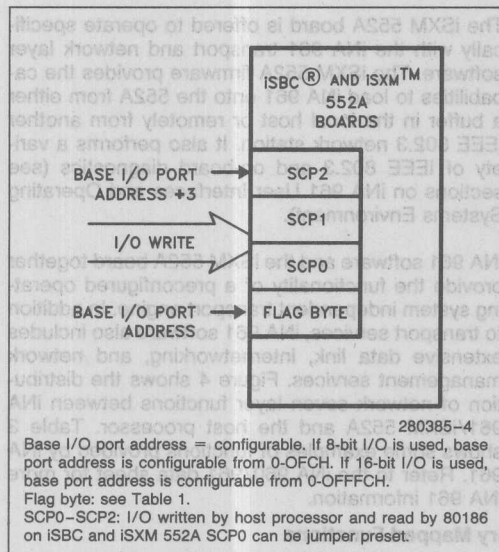 iSBC® AND iSXM™
552A
BOARDS
BASE I/O PORT
ADDRESS +3
SCP2
SCP1
I/O WRITE
SCP0
BASE I/O PORT
ADDRESS
FLAG BYTE
280385-4
Base I/O port address = configurable. If 8-bit I/O is used, base
port address configurable from 0-0FCH. If 16-bit I/O is used,
base port address is configurable from 0-OFFFCH.
Flag byte: see Table 1.
SCP0–SCP2: I/O written by host processor and read by 80186
on iSBC and iSXM 552A SCP0 can be jumper preset.